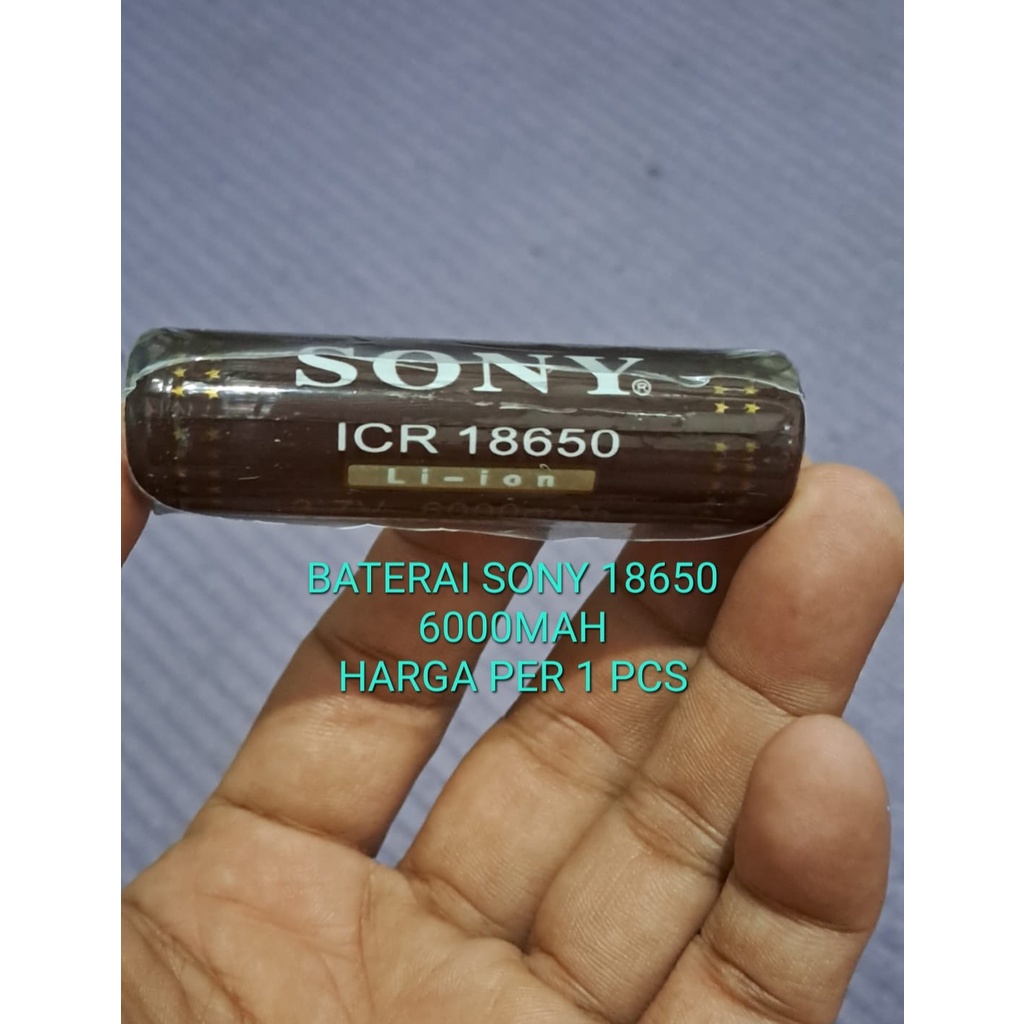 SONY®
ICR 18650
Li-ion
BATERAI SONY 18650
6000MAH
HARGA PER 1 PCS